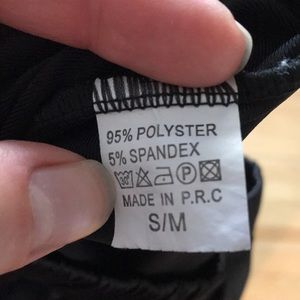 95% POLYSTER
5% SPANDEX
MADE IN P.R.C
S/M